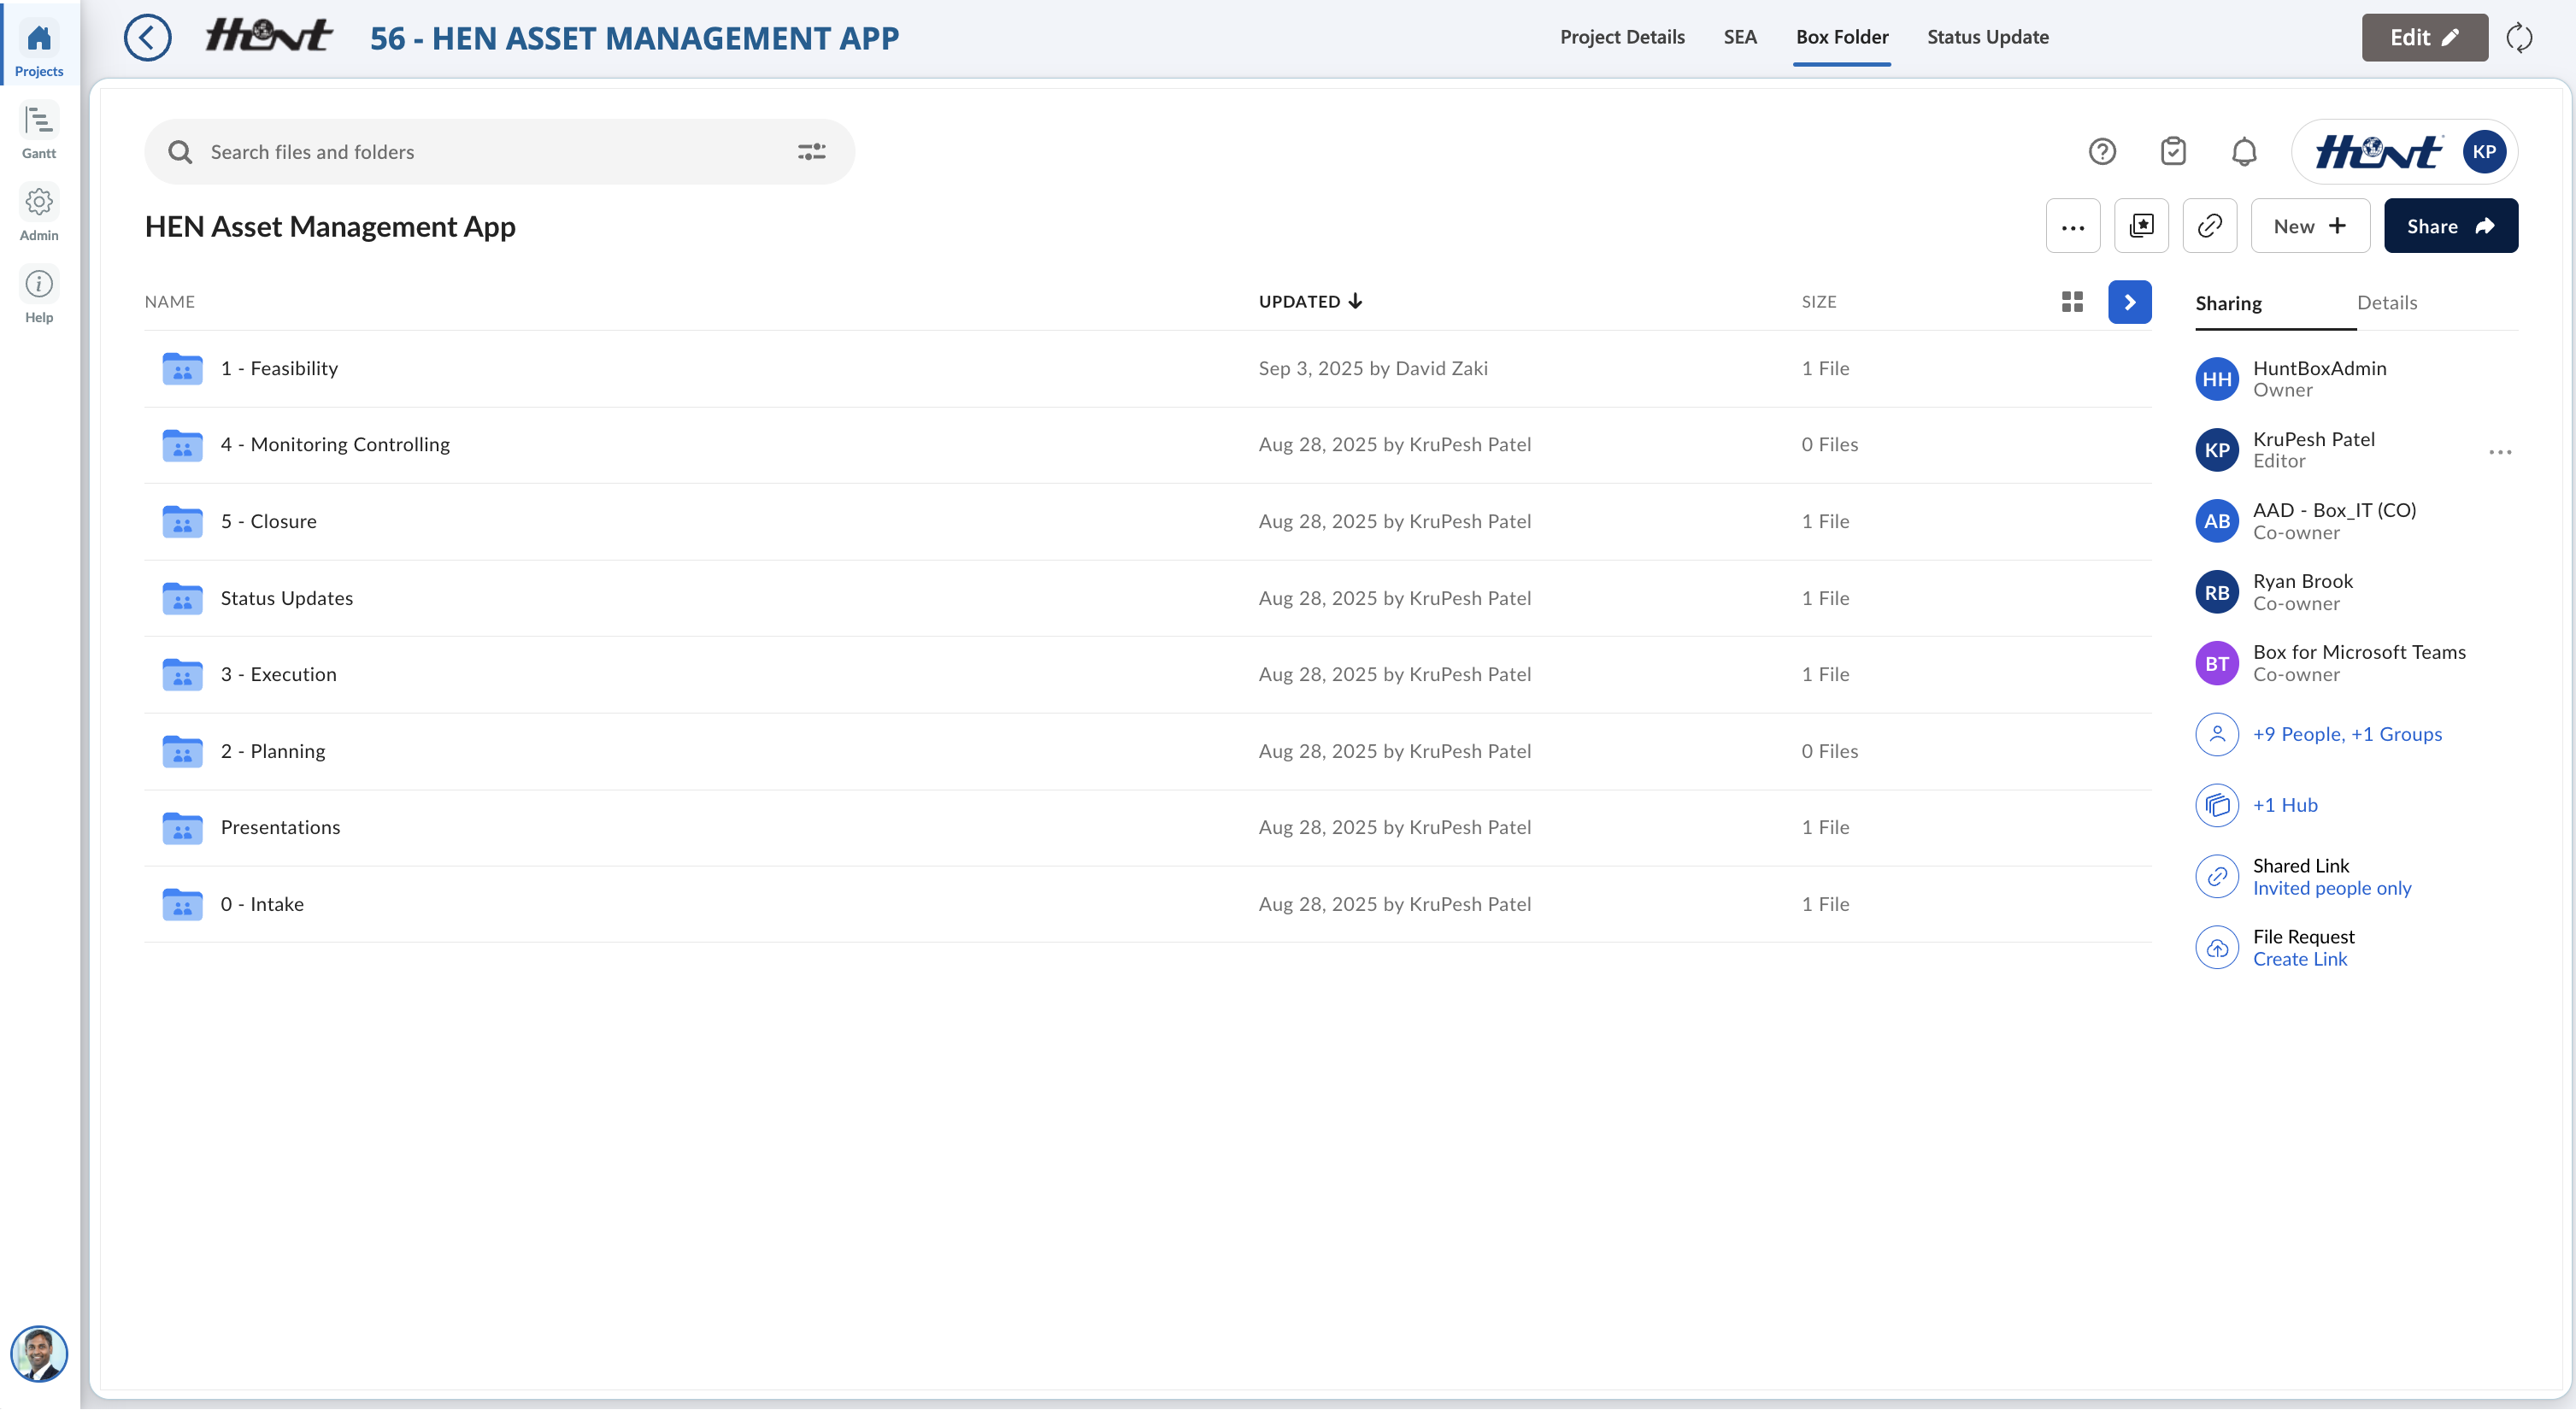 Projects
Gantt
Admin
Help
Hunt
56 - HEN ASSET MANAGEMENT APP
Project Details
SEA
Box Folder
Status Update
Edit
Search files and folders
Hunt
KP
HEN Asset Management App
New
Share
NAME
UPDATED
SIZE
1 - Feasibility
Sep 3, 2025 by David Zaki
1 File
4 - Monitoring Controlling
Aug 28, 2025 by KruPesh Patel
0 Files
5 - Closure
Aug 28, 2025 by KruPesh Patel
1 File
Status Updates
Aug 28, 2025 by KruPesh Patel
1 File
3 - Execution
Aug 28, 2025 by KruPesh Patel
1 File
2 - Planning
Aug 28, 2025 by KruPesh Patel
0 Files
Presentations
Aug 28, 2025 by KruPesh Patel
1 File
0 - Intake
Aug 28, 2025 by KruPesh Patel
1 File
Sharing
Details
HH
HuntBoxAdmin
Owner
KP
KruPesh Patel
Editor
AB
AAD - Box_IT (CO)
Co-owner
RB
Ryan Brook
Co-owner
BT
Box for Microsoft Teams
Co-owner
+9 People, +1 Groups
+1 Hub
Shared Link
Invited people only
File Request
Create Link